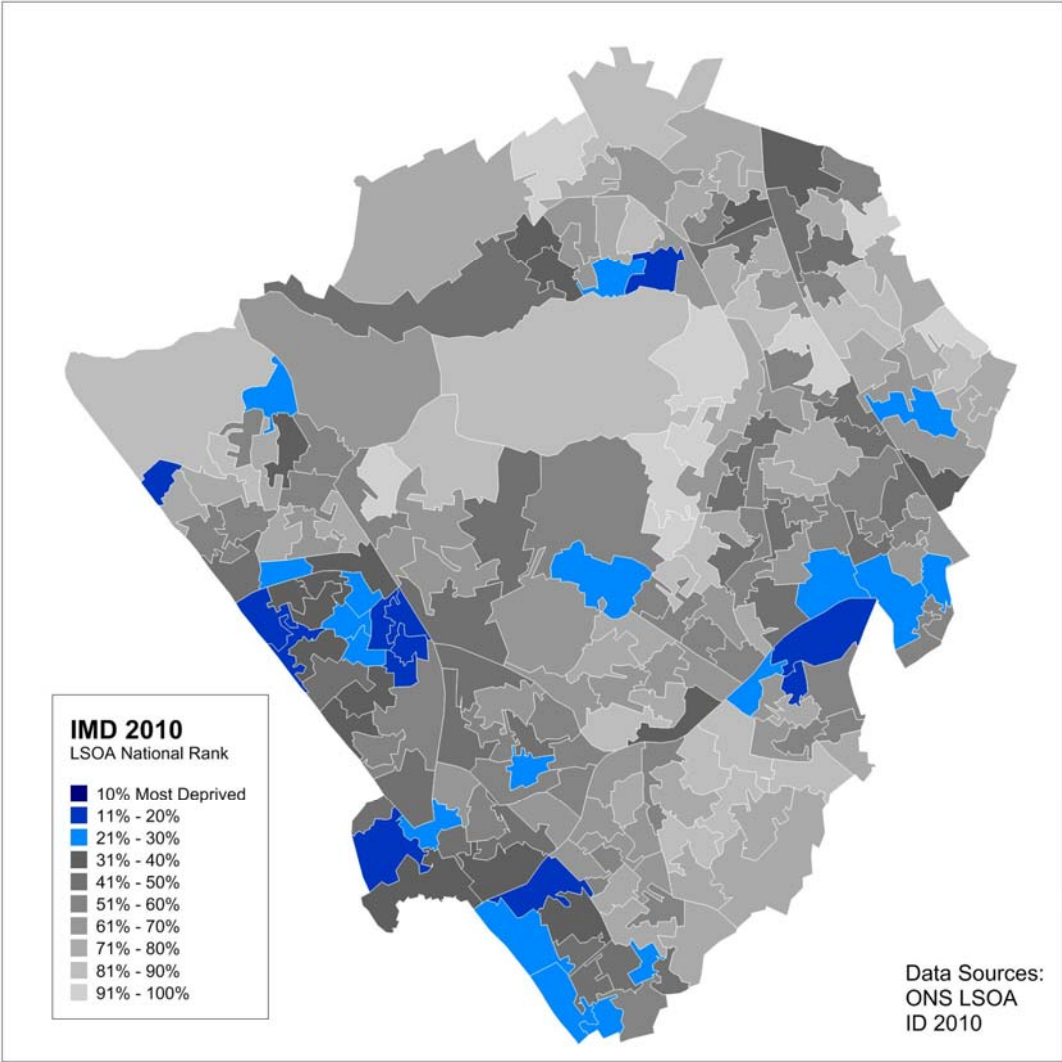 IMD 2010
LSOA National Rank
10% Most Deprived
11% - 20%
21% - 30%
31% - 40%
41% - 50%
51% - 60%
61% - 70%
71% - 80%
81% - 90%
91% - 100%
Data Sources:
ONS LSOA
ID 2010